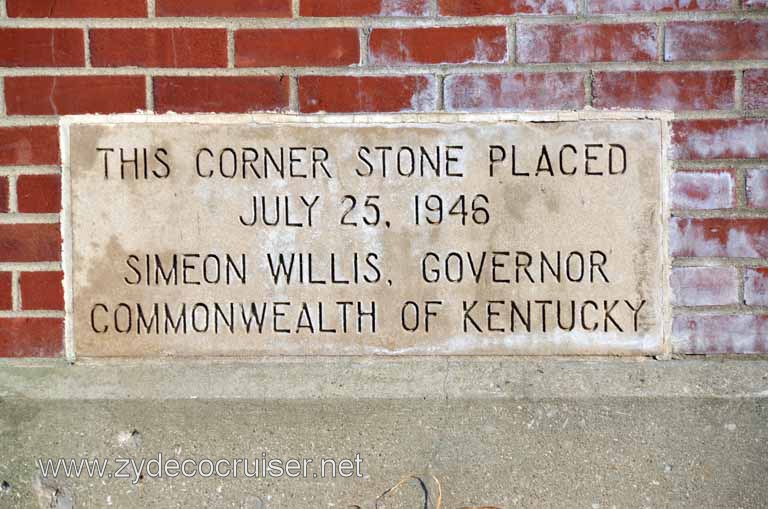 THIS CORNER STONE PLACED
JULY 25, 1946
SIMEON WILLIS, GOVERNOR
COMMONWEALTH OF KENTUCKY
www.zydecocruiser.net